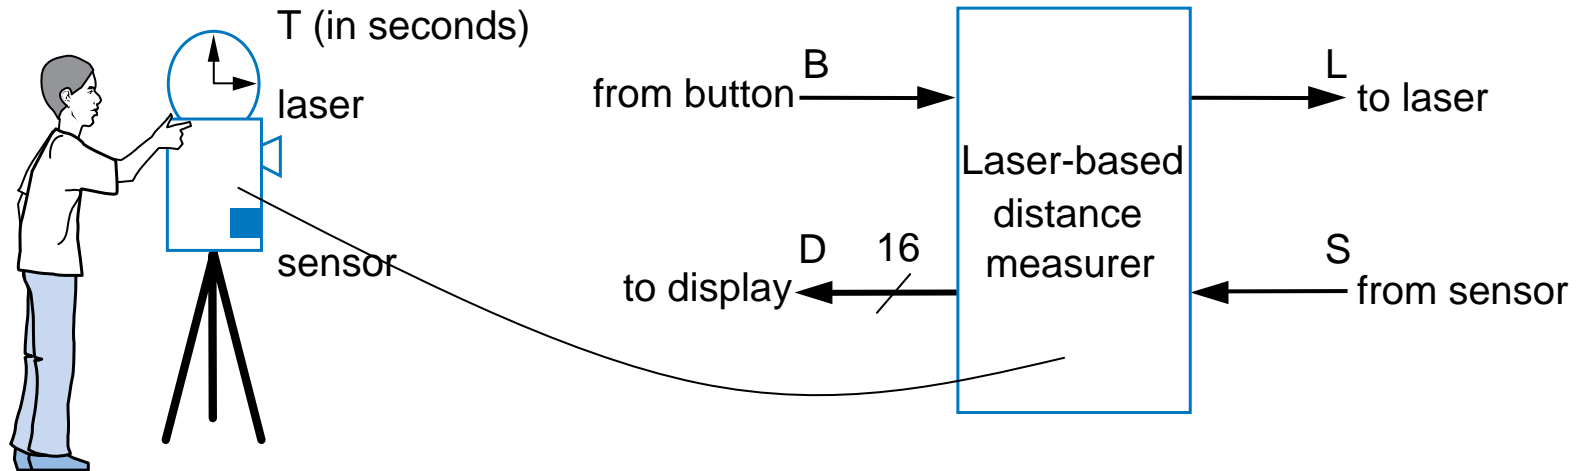 T (in seconds)
laser
sensor
B
from button
L
to laser
Laser-based
distance
measurer
D
16
to display
S
from sensor